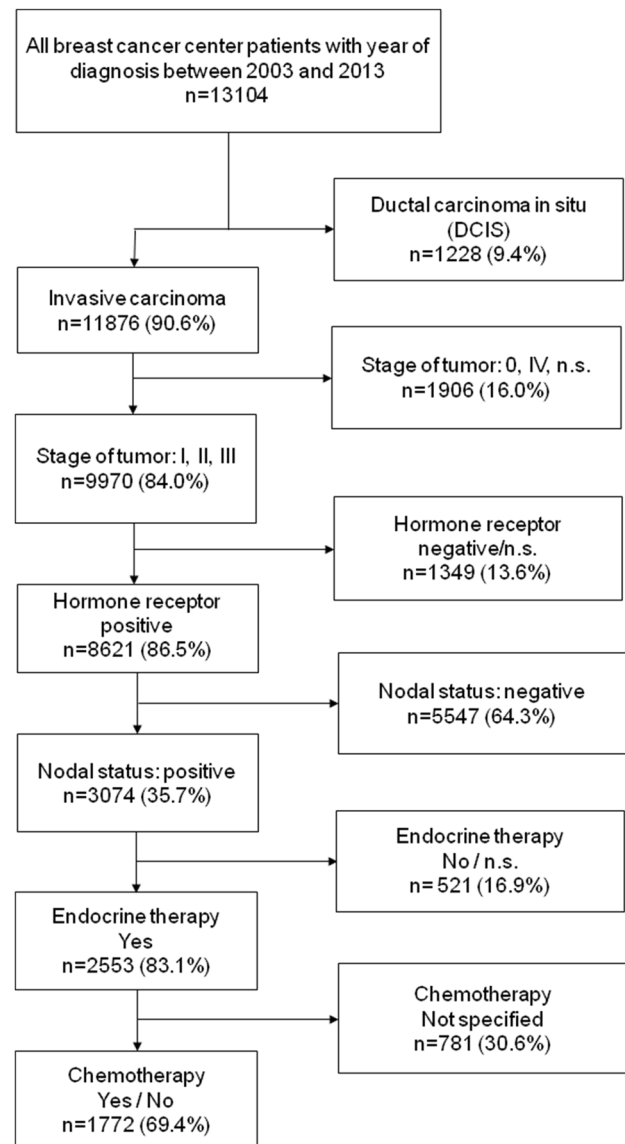 All breast cancer center patients with year of
diagnosis between 2003 and 2013
n=13104
Ductal carcinoma in situ
(DCIS)
n=1228 (9.4%)
Invasive carcinoma
n=11876 (90.6%)
Stage of tumor: 0, IV, n.s.
n=1906 (16.0%)
Stage of tumor: I, II, III
n=9970 (84.0%)
Hormone receptor
negative/n.s.
n=1349 (13.6%)
Hormone receptor
positive
n=8621 (86.5%)
Nodal status: negative
n=5547 (64.3%)
Nodal status: positive
n=3074 (35.7%)
Endocrine therapy
No / n.s.
n= 521 (16.9%)
Endocrine therapy
Yes
n=2553 (83.1%)
Chemotherapy
Not specified
n=781 (30.6%)
Chemotherapy
Yes / No
n=1772 (69.4%)